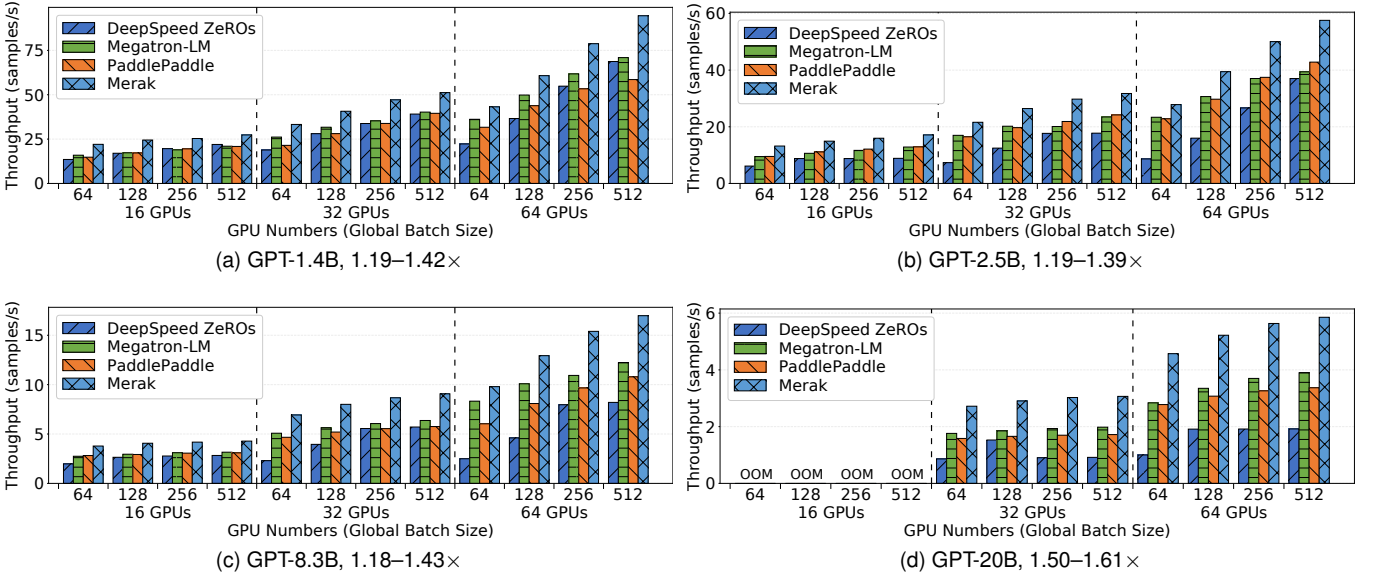 Throughput (samples/s)
75
50
25
0
DeepSpeed ZeROs
Megatron-LM
PaddlePaddle
Merak
64 128 256 512 64 128 256 512 64 128 256 512
16 GPUs 32 GPUs 64 GPUs
GPU Numbers (Global Batch Size)
(a) GPT-1.4B, 1.19–1.42×
Throughput (samples/s)
60
40
20
0
DeepSpeed ZeROs
Megatron-LM
PaddlePaddle
Merak
64 128 256 512 64 128 256 512 64 128 256 512
16 GPUs 32 GPUs 64 GPUs
GPU Numbers (Global Batch Size)
(b) GPT-2.5B, 1.19–1.39×
Throughput (samples/s)
15
10
5
0
DeepSpeed ZeROs
Megatron-LM
PaddlePaddle
Merak
64 128 256 512 64 128 256 512 64 128 256 512
16 GPUs 32 GPUs 64 GPUs
GPU Numbers (Global Batch Size)
(c) GPT-8.3B, 1.18–1.43×
Throughput (samples/s)
6
4
2
0
DeepSpeed ZeROs
Megatron-LM
PaddlePaddle
Merak
OOM OOM OOM OOM
64 128 256 512 64 128 256 512 64 128 256 512
16 GPUs 32 GPUs 64 GPUs
GPU Numbers (Global Batch Size)
(d) GPT-20B, 1.50–1.61×